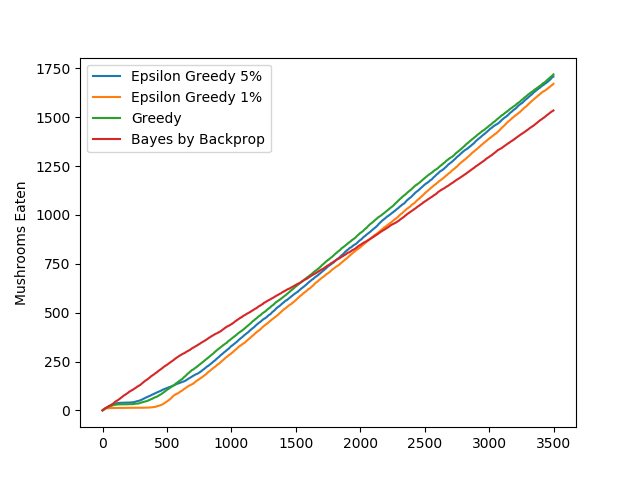 Epsilon Greedy 5%
Epsilon Greedy 1%
Greedy
Bayes by Backprop
Mushrooms Eaten
1750
1500
1250
1000
750
500
250
0
0 500 1000 1500 2000 2500 3000 3500